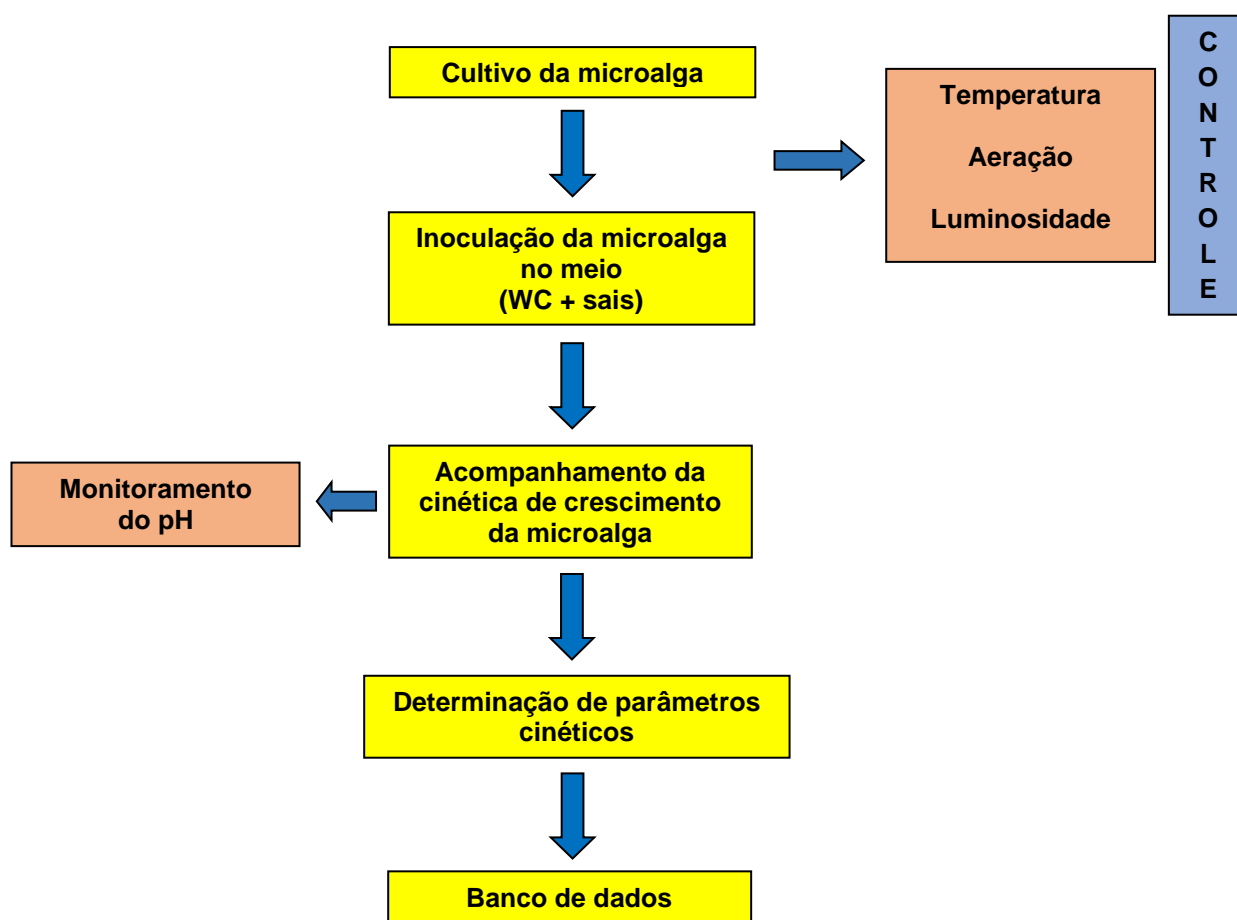 Cultivo da microalga
Temperatura
Aeração
Luminosidade
C
O
N
T
R
O
L
E
Inoculação da microalga
no meio
(WC + sais)
Acompanhamento da
cinética de crescimento
da microalga
Monitoramento
do pH
Determinação de parâmetros
cinéticos
Banco de dados